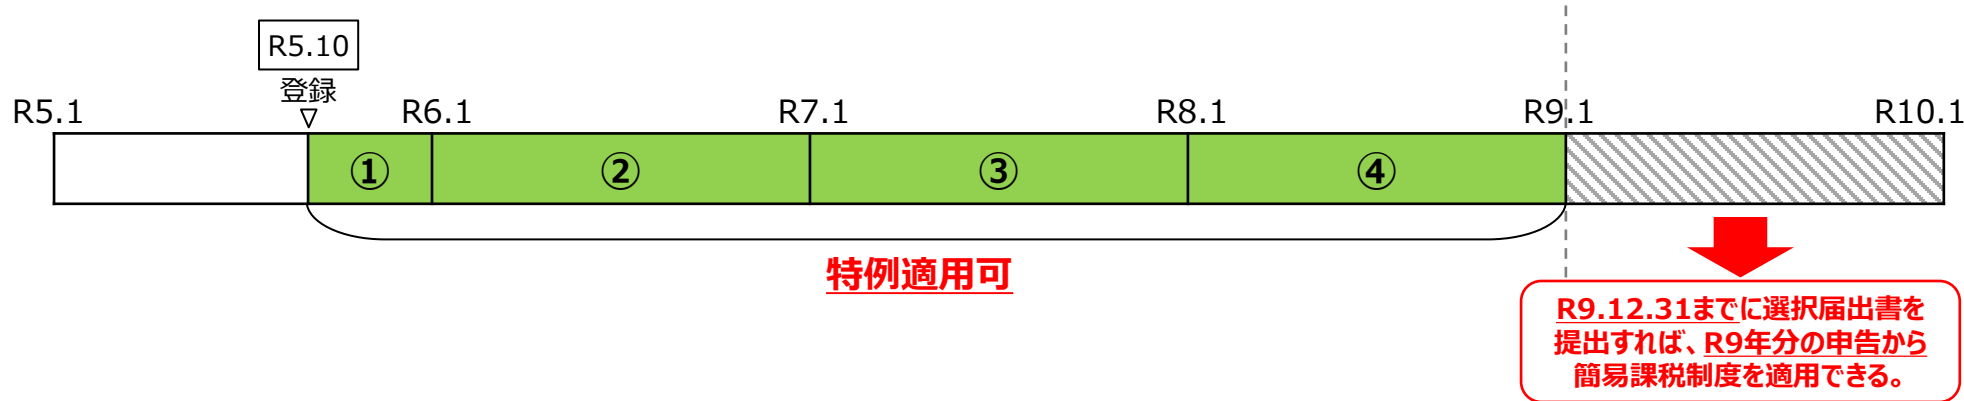 R5.10
登録
R5.1
R6.1
R7.1
R8.1
R9.1
R10.1
①
②
③
④
特例適用可
R9.12.31までに選択届出書を
提出すれば、R9年分の申告から
簡易課税制度を適用できる。